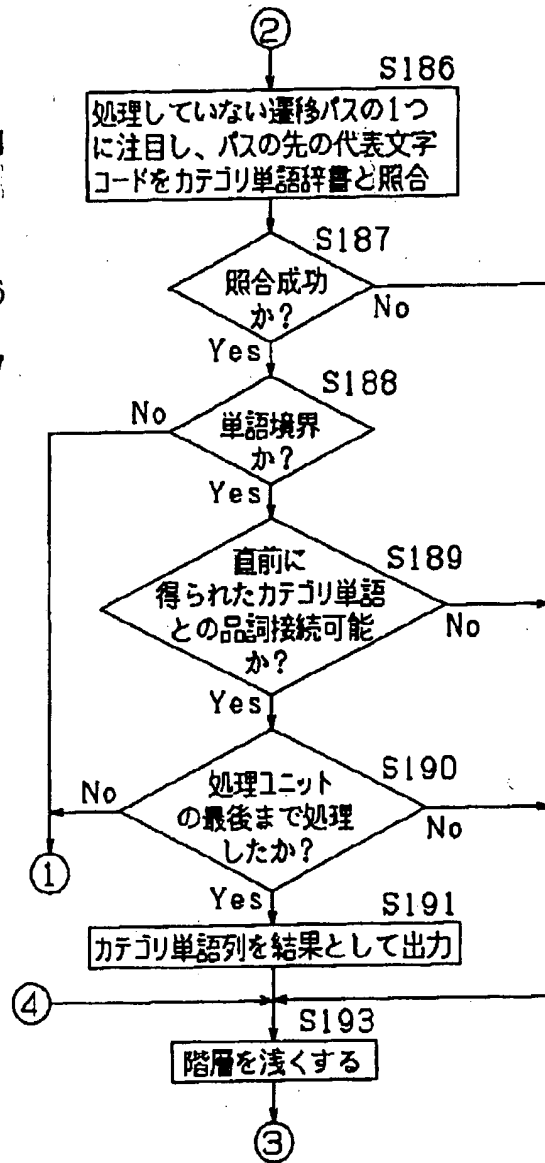 ②
S186
処理していない遷移パスの1つ
に注目し、パスの先の代表文字
コードをカテゴリ単語辞書と照合
S187
照合成功
か?
No
Yes
S188
No
単語境界
か?
Yes
S189
直前に
得られたカテゴリ単語
との品詞接続可能
か?
No
Yes
S190
No
処理ユニット
の最後まで処理
したか?
No
①
Yes
S191
カテゴリ単語列を結果として出力
④
S193
階層を浅くする
③